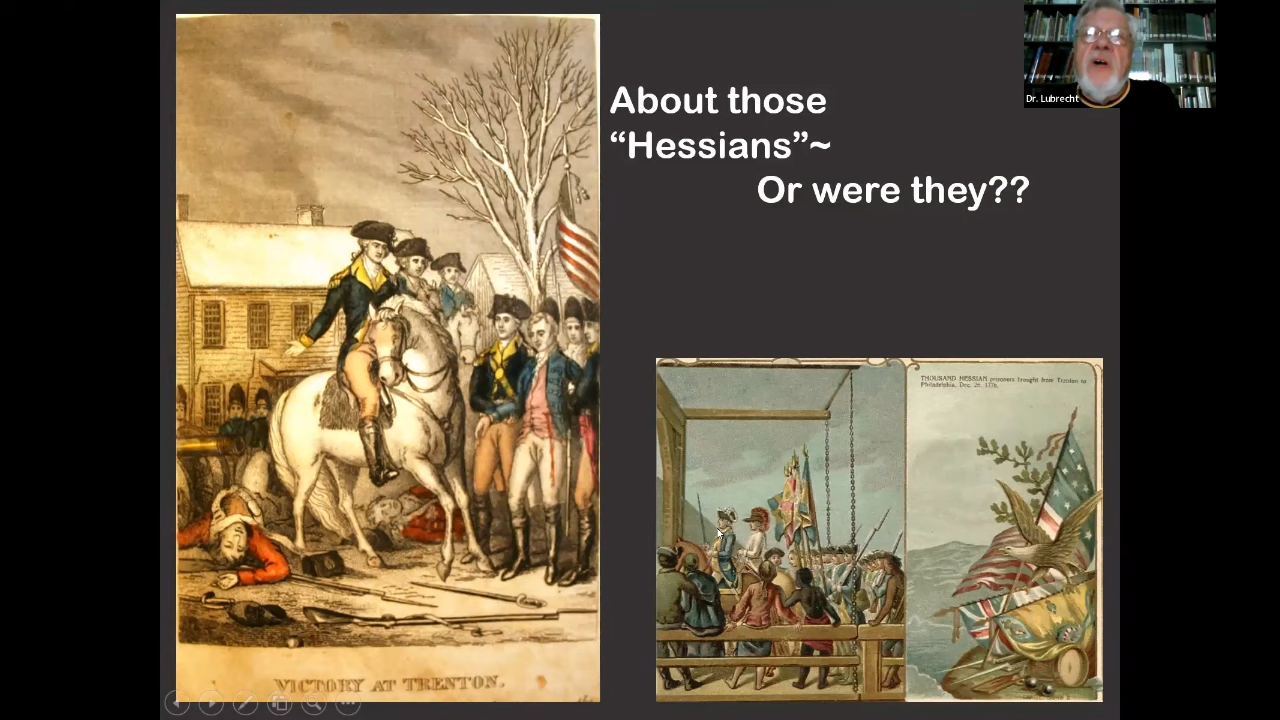 About those
“Hessians”~
Or were they??
Dr. Lubrecht
THOUSAND HESSIAN prisoners brought from Trenton to
Philadelphia, Dec. 26, 1776.
VICTORY AT TRENTON.